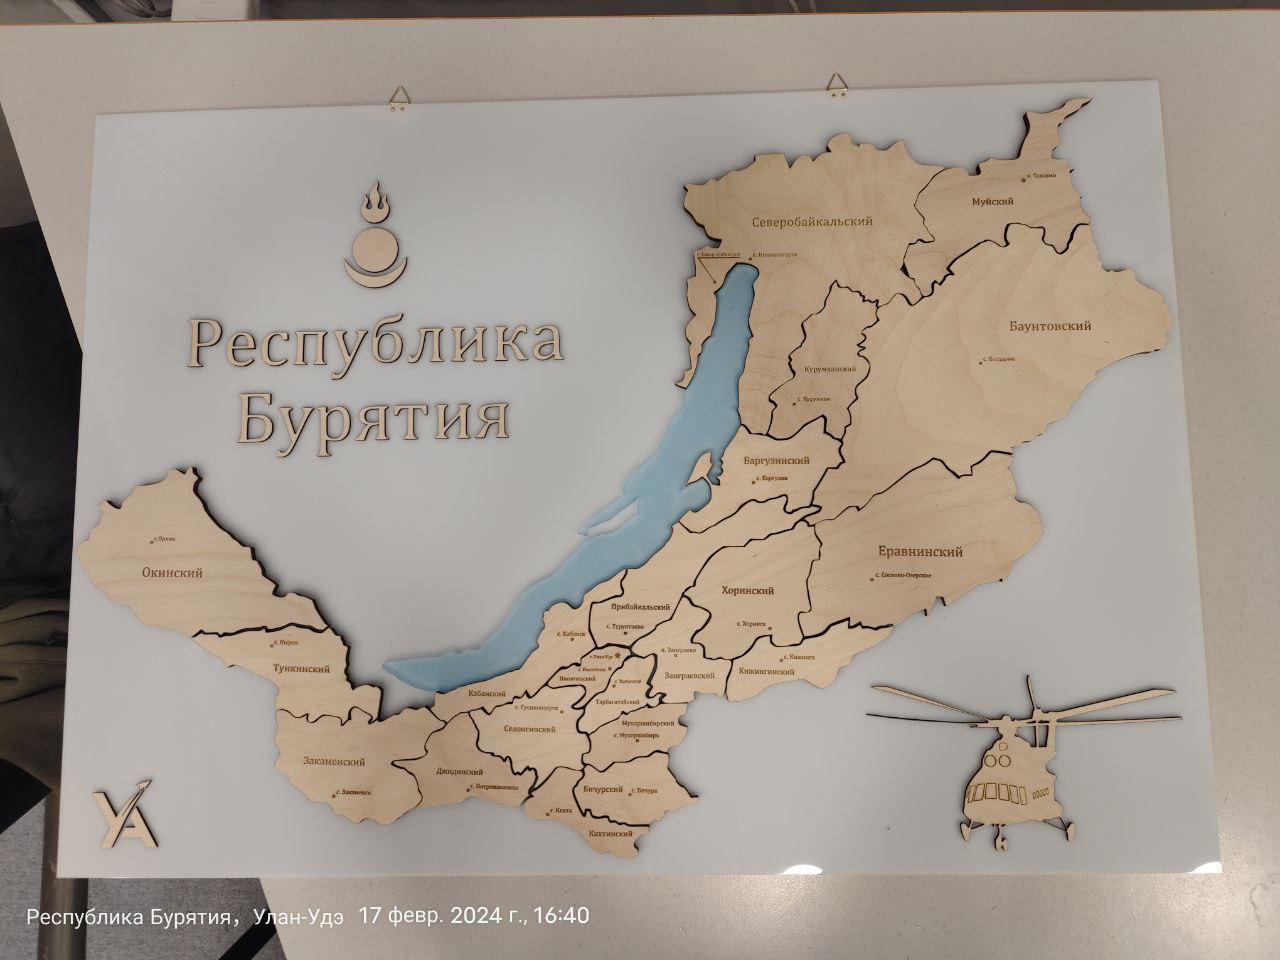 Республика
Бурятия
Северобайкальский
г. Северобайкальск
п. Нижнеангарск
Муйский
п. Таксимо
Баунтовский
с. Багдарин
Курумканский
с. Курумкан
Баргузинский
с. Баргузин
Еравнинский
с. Сосново-Озерское
Хоринский
с. Хоринск
Прибайкальский
с. Турунтаево
с. Кабанск
Кабанский
г. Улан-Удэ
с. Иволгинск
Иволгинский
п. Заиграево
Заиграевский
с. Кижинга
Кижингинский
с. Тарбагатай
Тарбагатайский
Мухоршибирский
с. Мухоршибирь
г. Гусиноозерск
Селенгинский
с. Орлик
Окинский
с. Кырен
Тункинский
Закаменский
г. Закаменск
Джидинский
с. Петропавловка
Бичурский
с. Бичура
г. Кяхта
Кяхтинский
УА
Республика Бурятия, Улан-Удэ 17 февр. 2024 г., 16:40